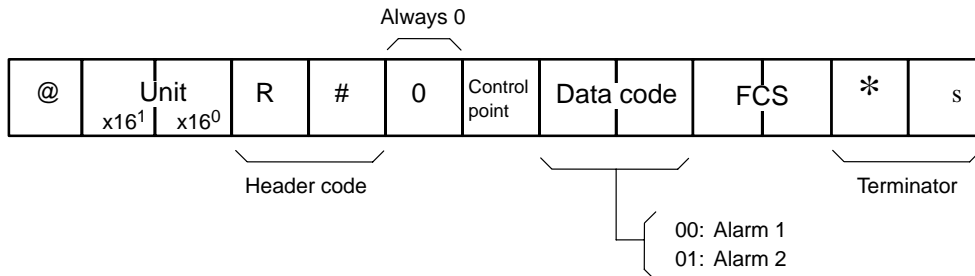 Always 0
@ Unit R # 0 Control point Data code FCS * s
x16¹ x16⁰
Header code
Terminator
00: Alarm 1
01: Alarm 2